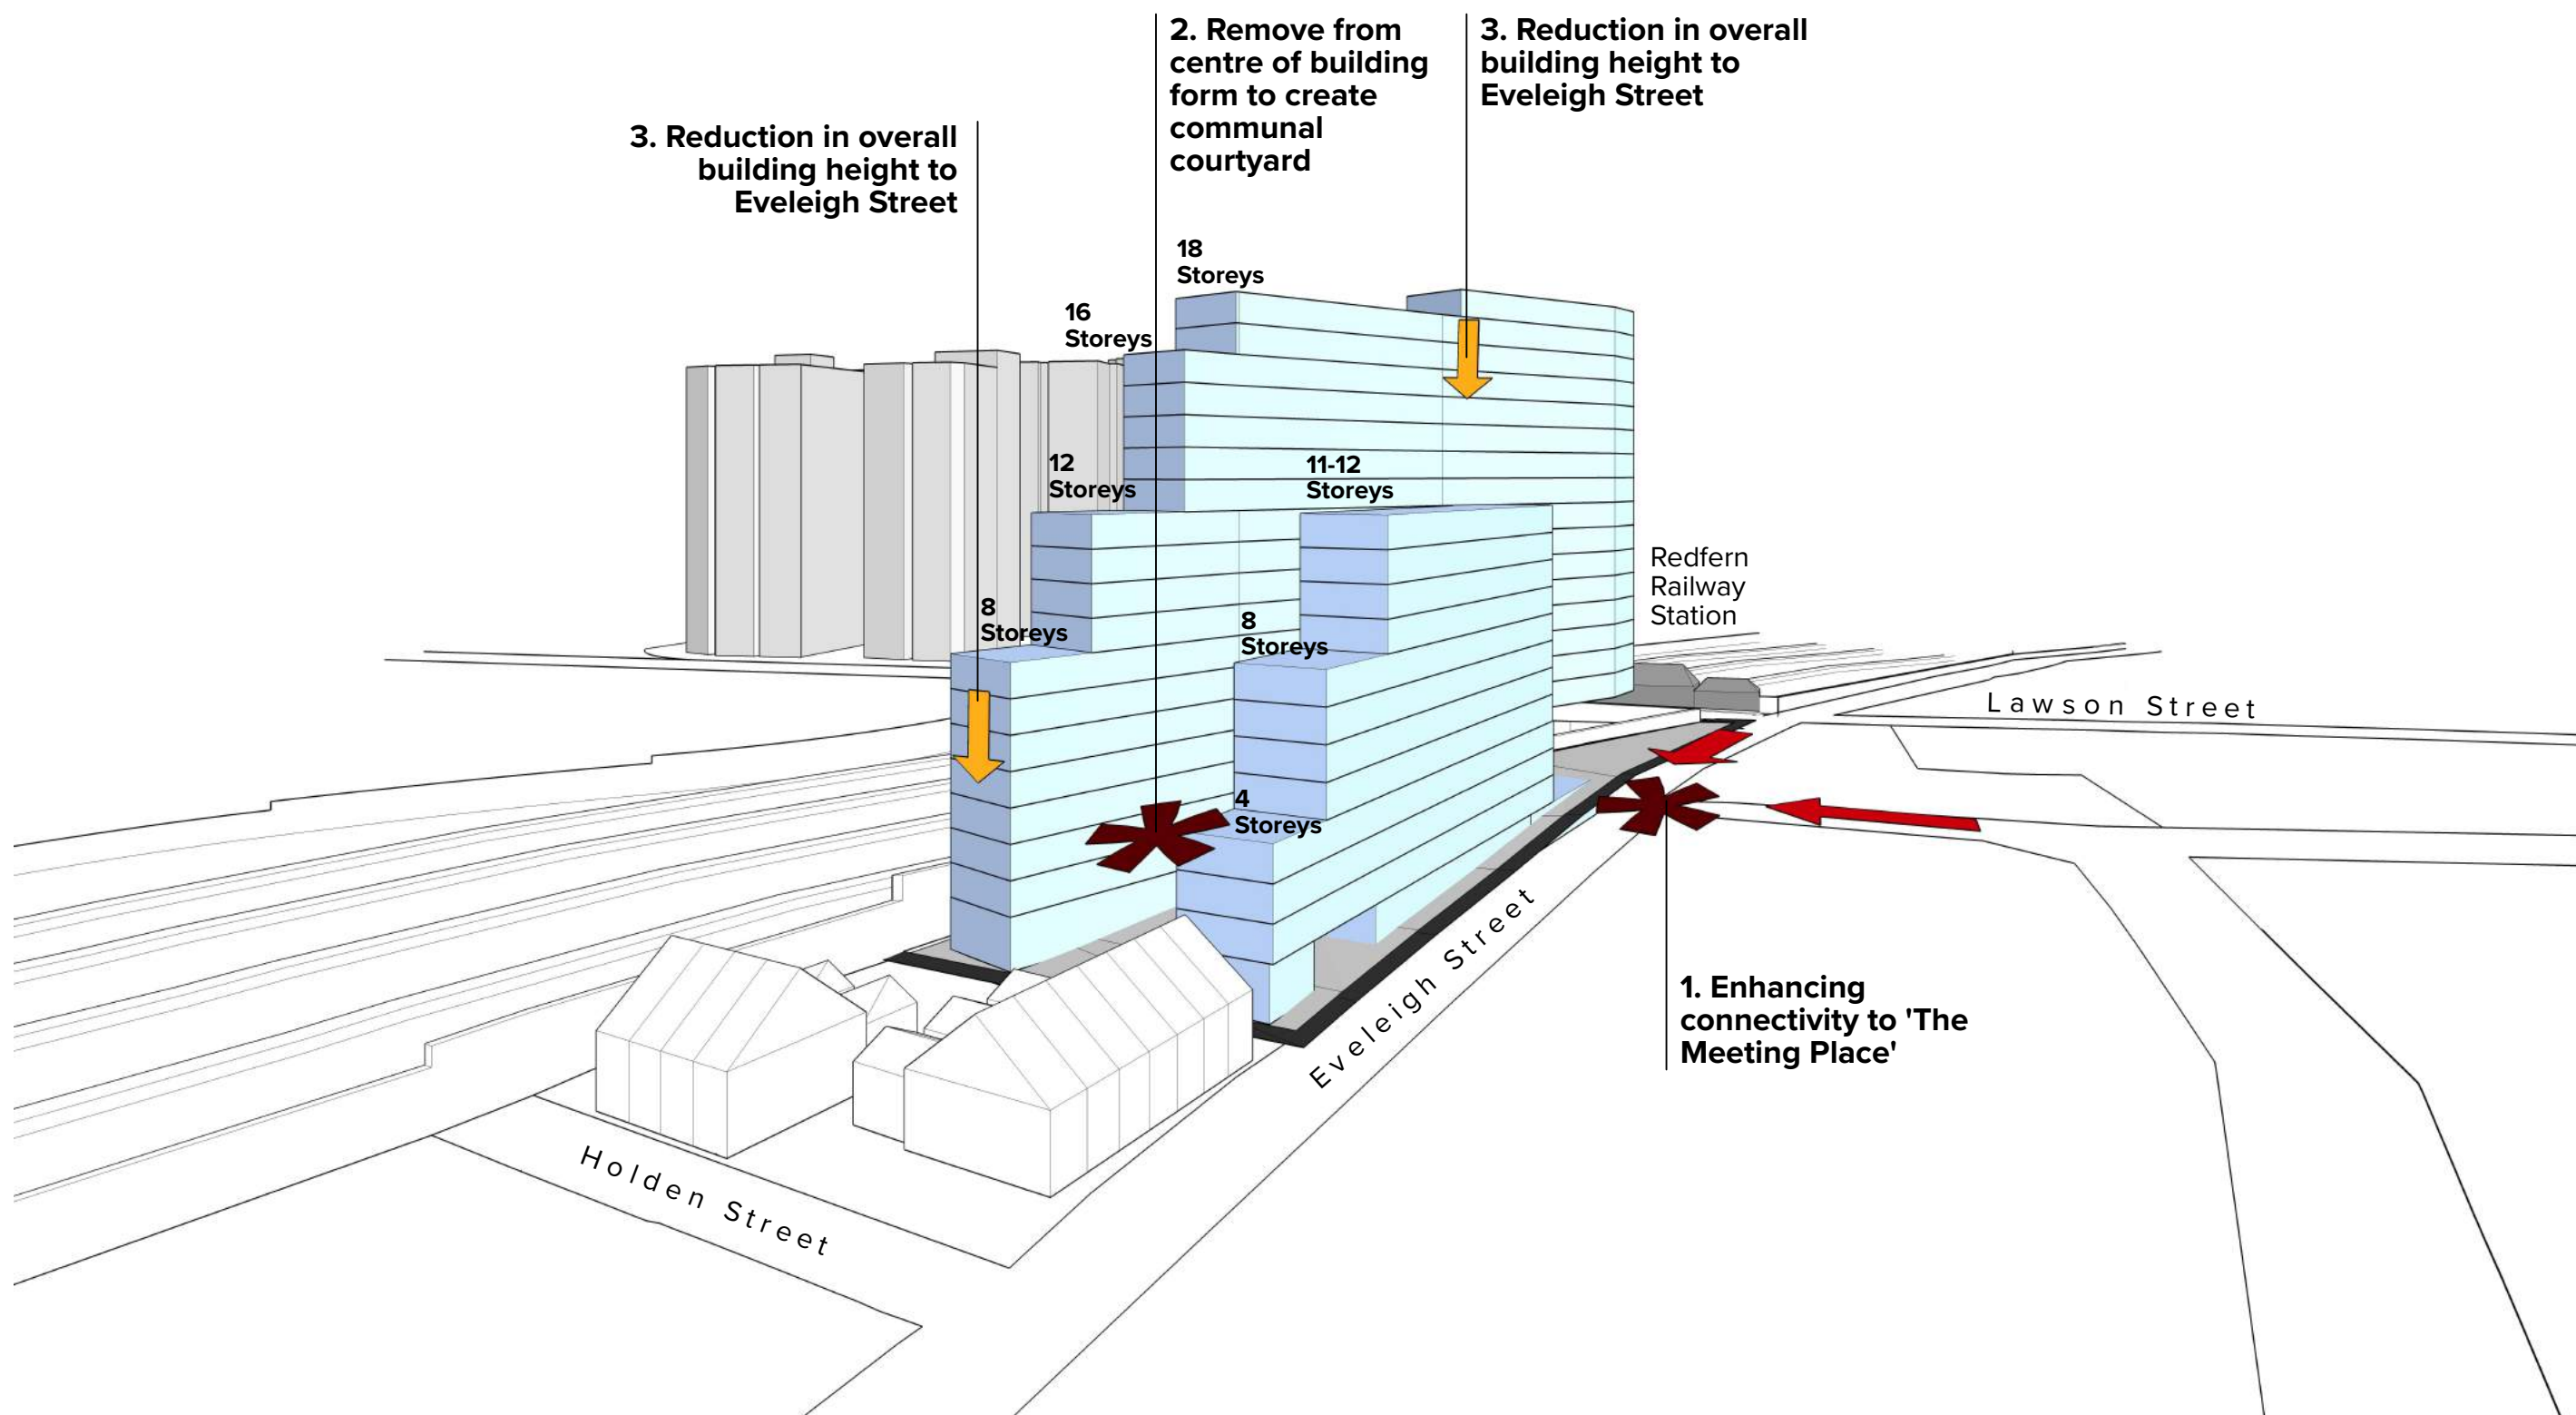 2. Remove from
centre of building
form to create
communal
courtyard
3. Reduction in overall
building height to
Eveleigh Street
3. Reduction in overall
building height to
Eveleigh Street
18
Storeys
16
Storeys
12
Storeys
11-12
Storeys
8
Storeys
8
Storeys
4
Storeys
Redfern
Railway
Station
Lawson Street
Eveleigh Street
1. Enhancing
connectivity to 'The
Meeting Place'
Holden Street